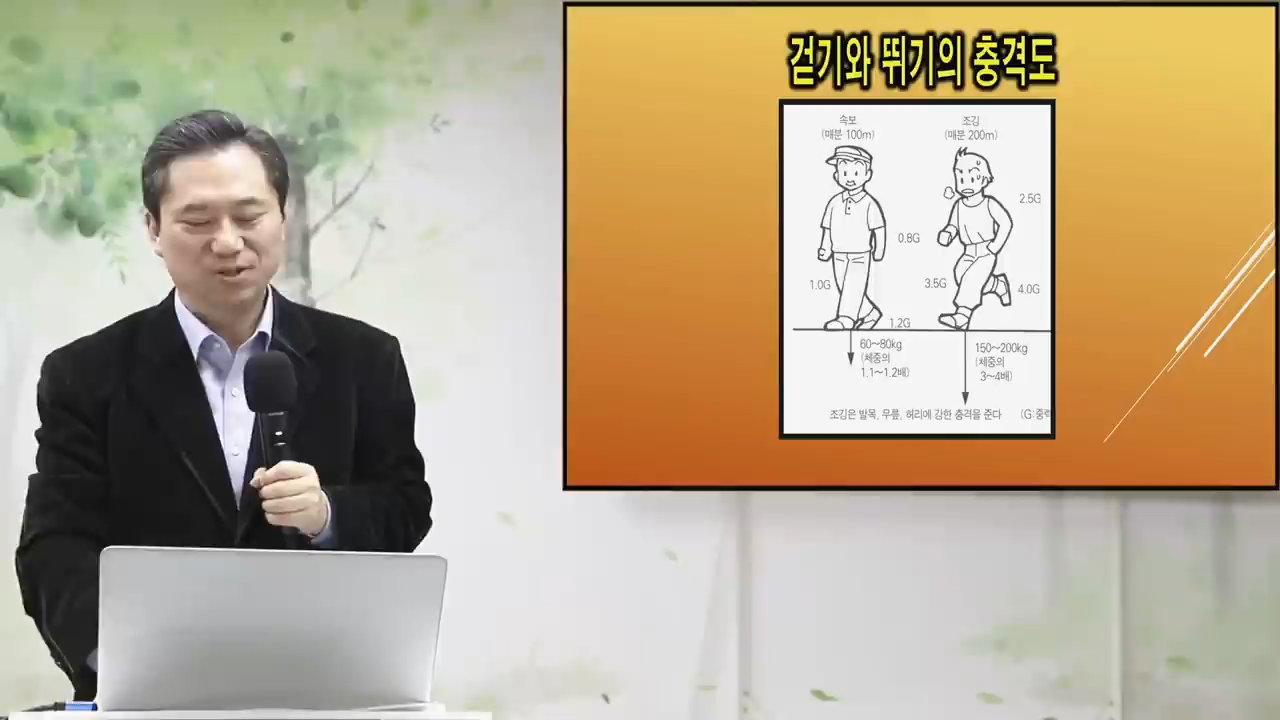 걷기와 뛰기의 충격도
속보
(매분 100m)
조깅
(매분 200m)
2.5G
0.8G
1.0G
3.5G
4.0G
1.2G
60~80kg
(체중의
1.1~1.2배)
150~200kg
(체중의
3~4배)
조깅은 발목, 무릎, 허리에 강한 충격을 준다
(G:중력